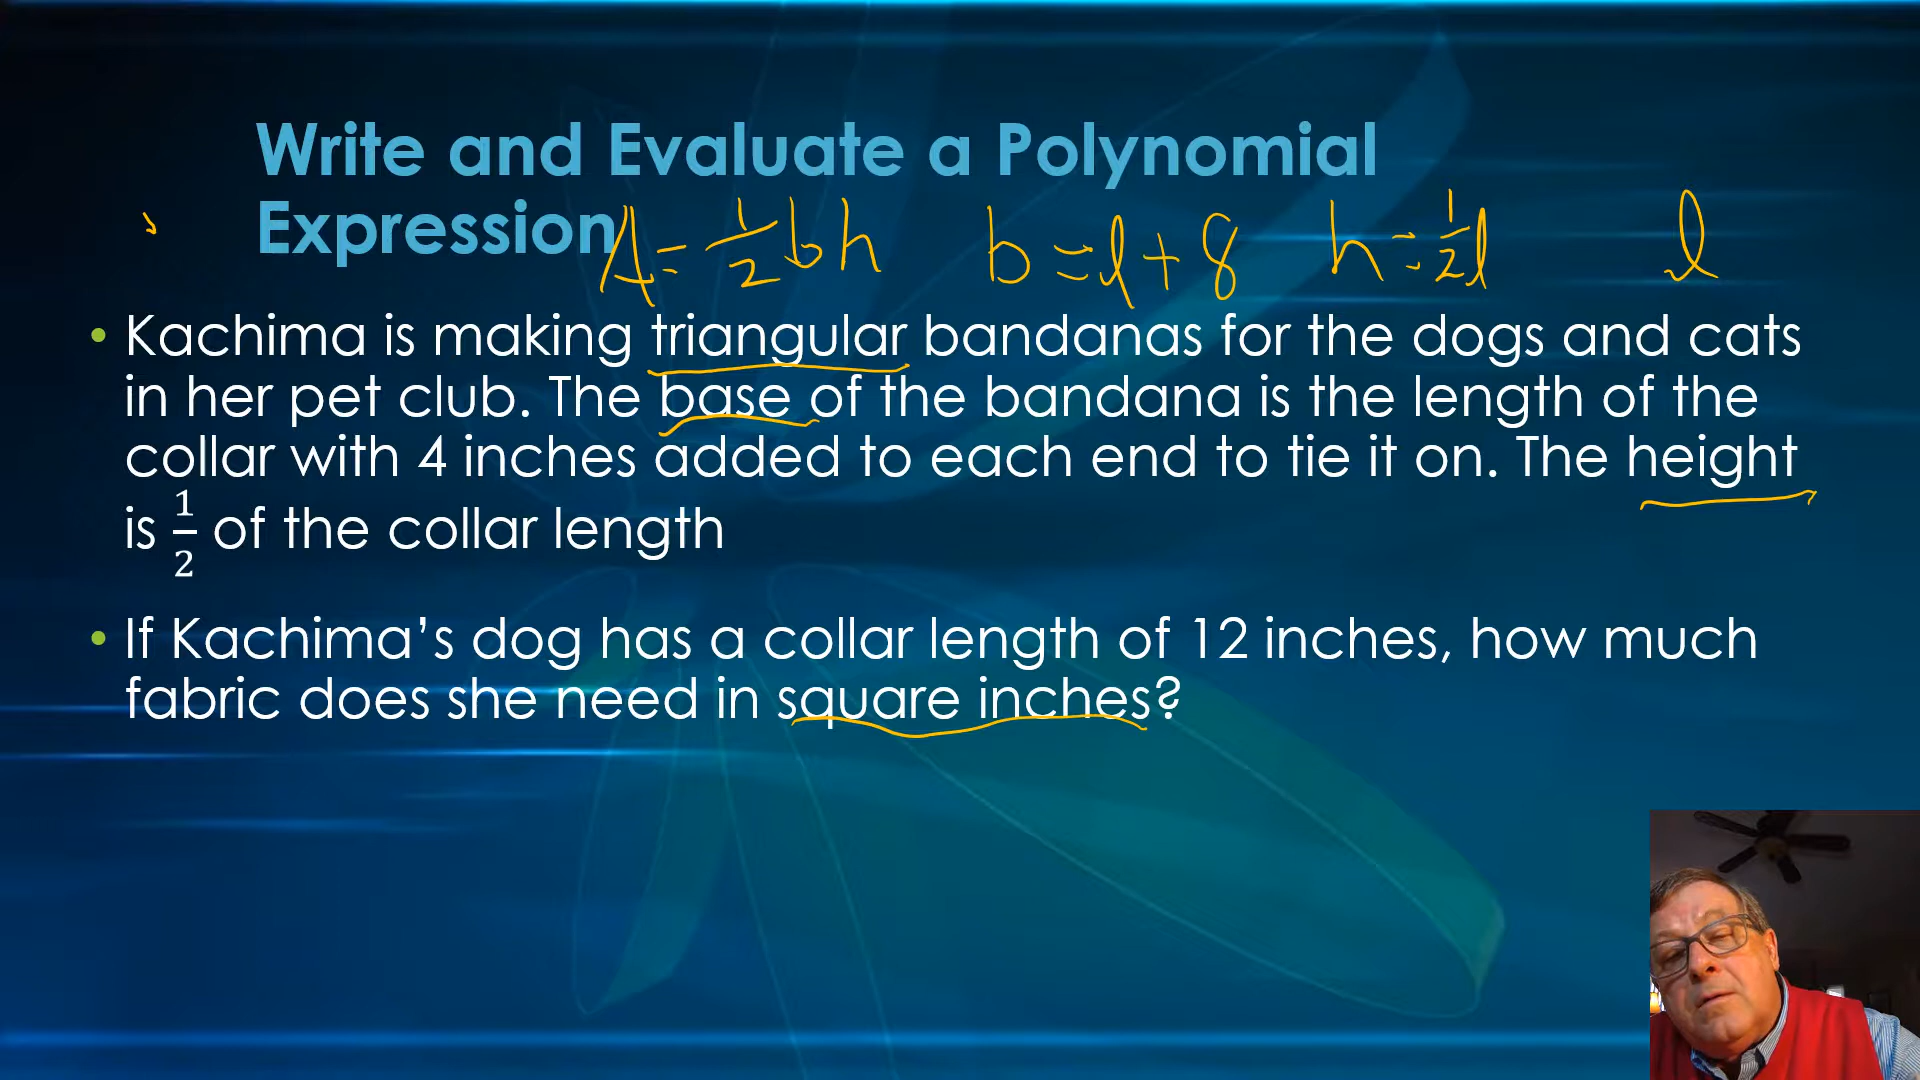 Write and Evaluate a Polynomial
Expression
A = 1/2 bh b = l + 8 h = 1/2 l l
• Kachima is making triangular bandanas for the dogs and cats
in her pet club. The base of the bandana is the length of the
collar with 4 inches added to each end to tie it on. The height
is 1/2 of the collar length
• If Kachima’s dog has a collar length of 12 inches, how much
fabric does she need in square inches?